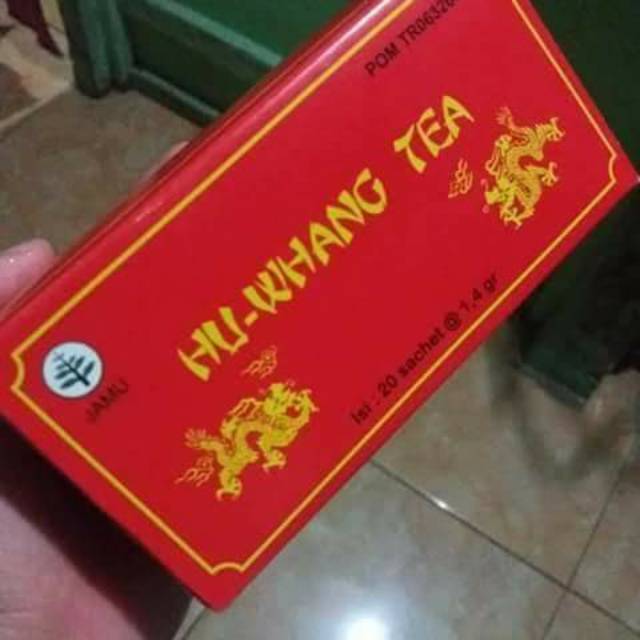 POM TR06326
HU-WHANG TEA
JAMU
Isi : 20 sachet @ 1,4 gr